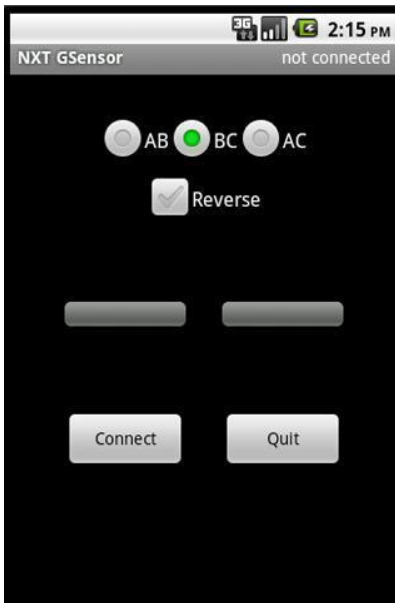 3G 2:15 PM
NXT GSensor not connected
AB BC AC
Reverse
Connect Quit